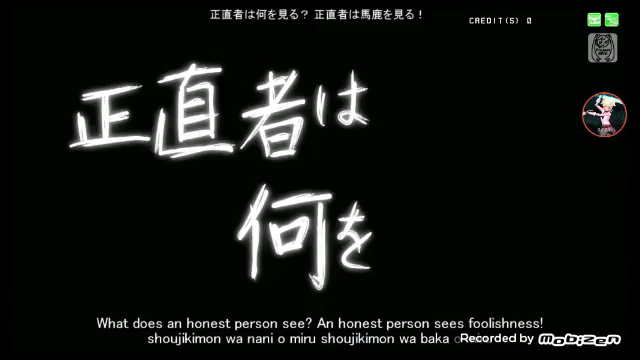 正直者は何を見る? 正直者は馬鹿を見る!
CREDIT(S) 0
正直者は
何を
What does an honest person see? An honest person sees foolishness!
shoujikimon wa nani o miru shoujikimon wa baka o
Recorded by mobizen